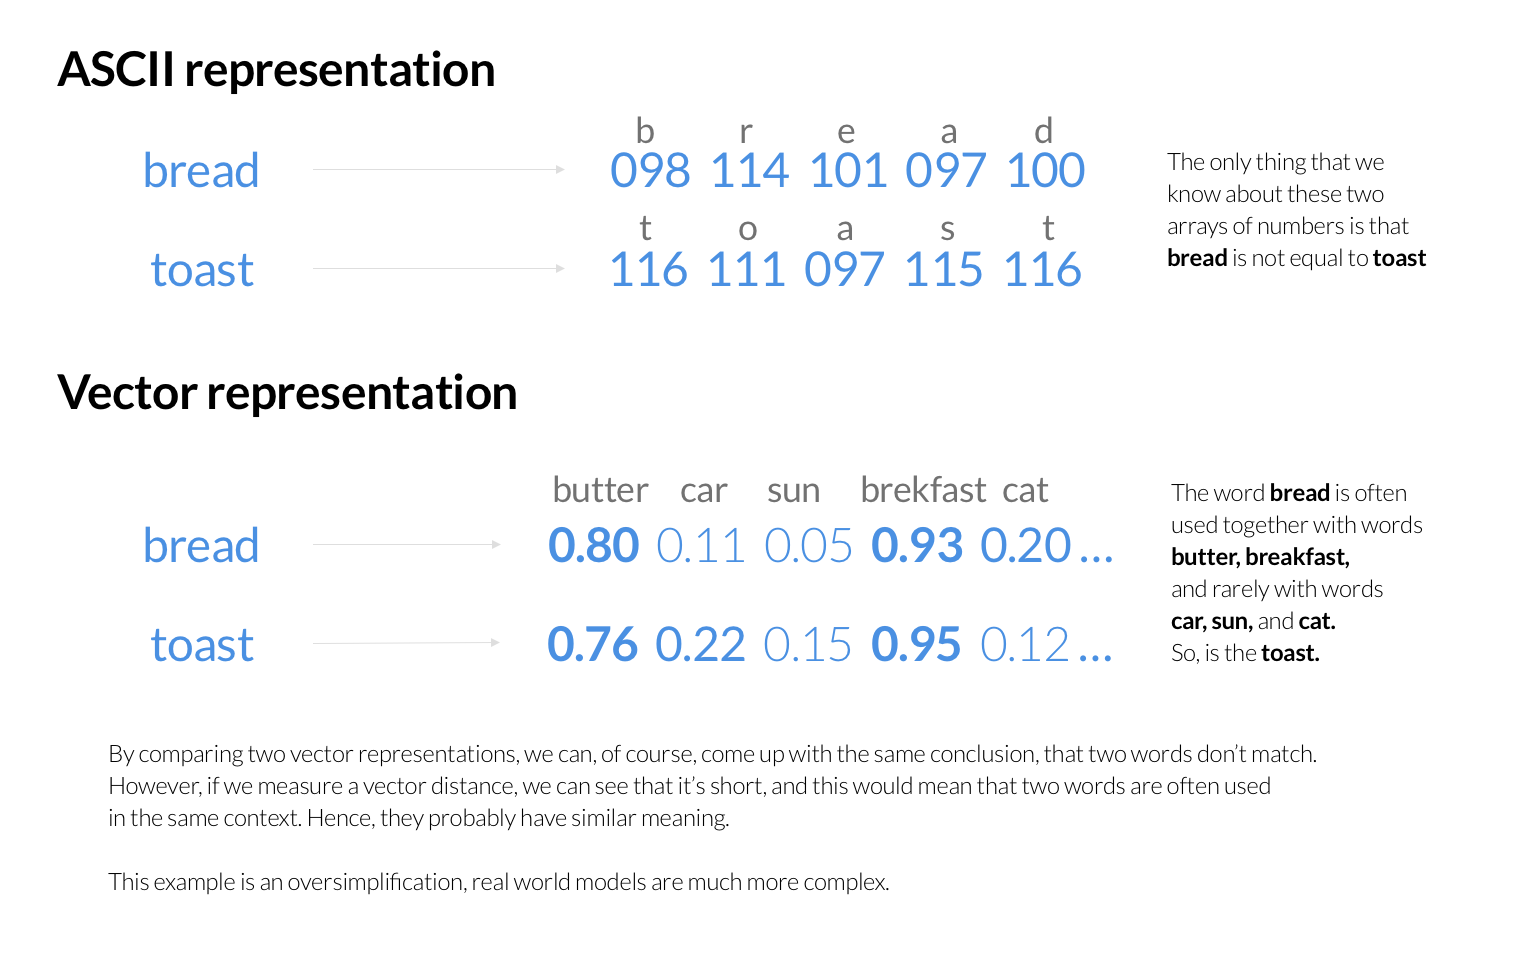 ASCII representation
b r e a d
bread 098 114 101 097 100
t o a s t
toast 116 111 097 115 116
The only thing that we
know about these two
arrays of numbers is that
bread is not equal to toast
Vector representation
butter car sun brekfast cat
bread 0.80 0.11 0.05 0.93 0.20 ...
toast 0.76 0.22 0.15 0.95 0.12 ...
The word bread is often
used together with words
butter, breakfast,
and rarely with words
car, sun, and cat.
So, is the toast.
By comparing two vector representations, we can, of course, come up with the same conclusion, that two words don’t match.
However, if we measure a vector distance, we can see that it’s short, and this would mean that two words are often used
in the same context. Hence, they probably have similar meaning.
This example is an oversimplification, real world models are much more complex.